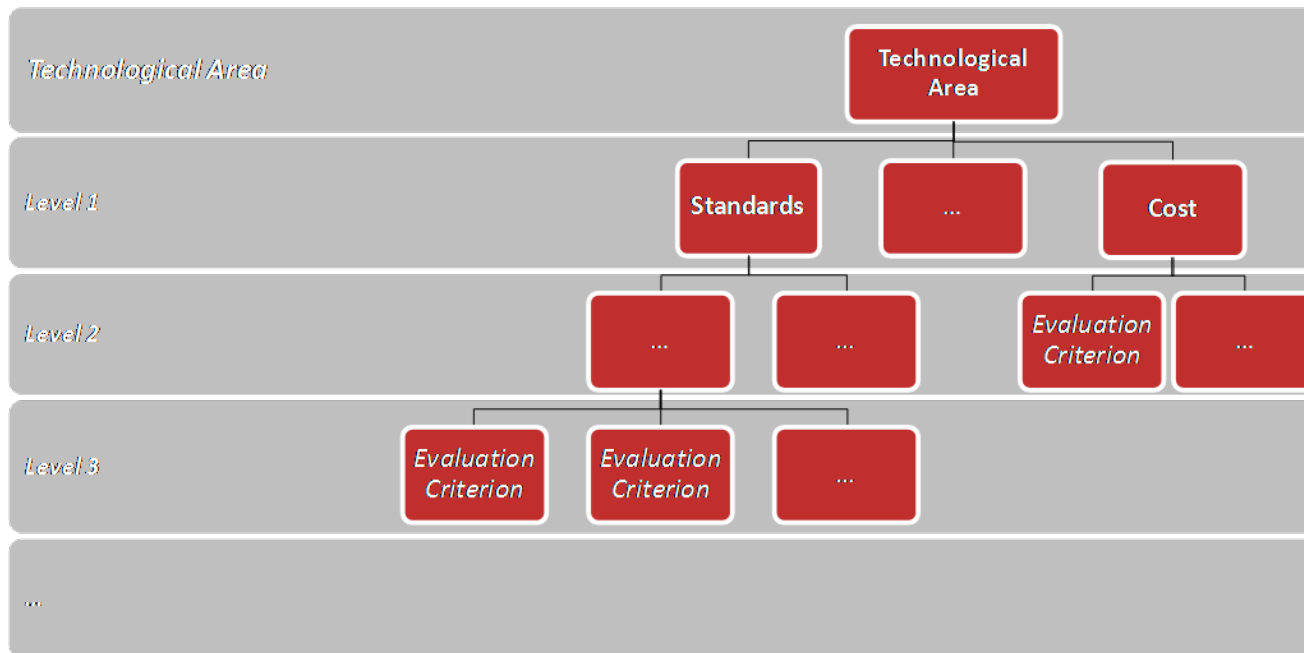 Technological Area
Technological
Area
Level 1
Standards
...
Cost
Level 2
...
...
Evaluation
Criterion
...
Level 3
Evaluation
Criterion
Evaluation
Criterion
...
...